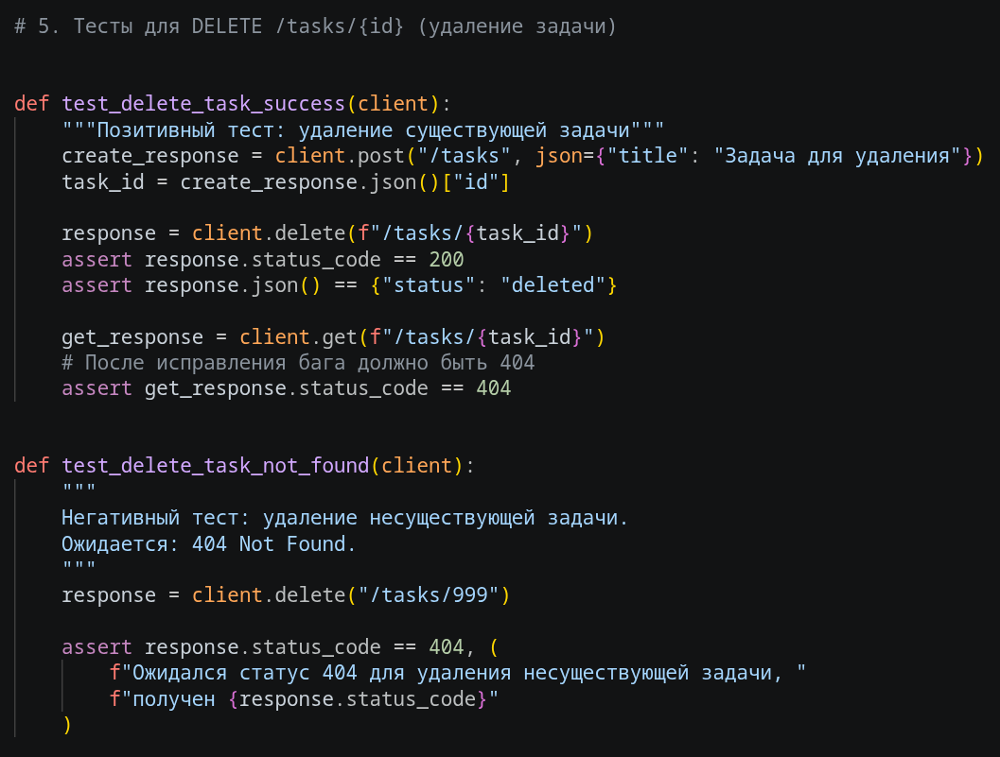 # 5. Тесты для DELETE /tasks/{id} (удаление задачи)
def test_delete_task_success(client):
    """Позитивный тест: удаление существующей задачи"""
    create_response = client.post("/tasks", json={"title": "Задача для удаления"})
    task_id = create_response.json()["id"]
    response = client.delete(f"/tasks/{task_id}")
    assert response.status_code == 200
    assert response.json() == {"status": "deleted"}
    get_response = client.get(f"/tasks/{task_id}")
    # После исправления бага должно быть 404
    assert get_response.status_code == 404
def test_delete_task_not_found(client):
    """
    Негативный тест: удаление несуществующей задачи.
    Ожидается: 404 Not Found.
    """
    response = client.delete("/tasks/999")
    assert response.status_code == 404, (
        f"Ожидался статус 404 для удаления несуществующей задачи, "
        f"получен {response.status_code}"
    )